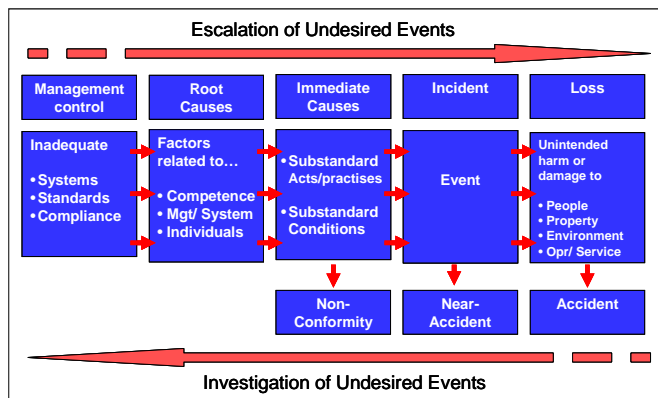 Escalation of Undesired Events
Management
control
Root
Causes
Immediate
Causes
Incident
Loss
Inadequate
• Systems
• Standards
• Compliance
Factors
related to…
• Competence
• Mgt/ System
• Individuals
• Substandard
Acts/practises
• Substandard
Conditions
Event
Unintended
harm or
damage to
• People
• Property
• Environment
• Opr/ Service
Non-
Conformity
Near-
Accident
Accident
Investigation of Undesired Events